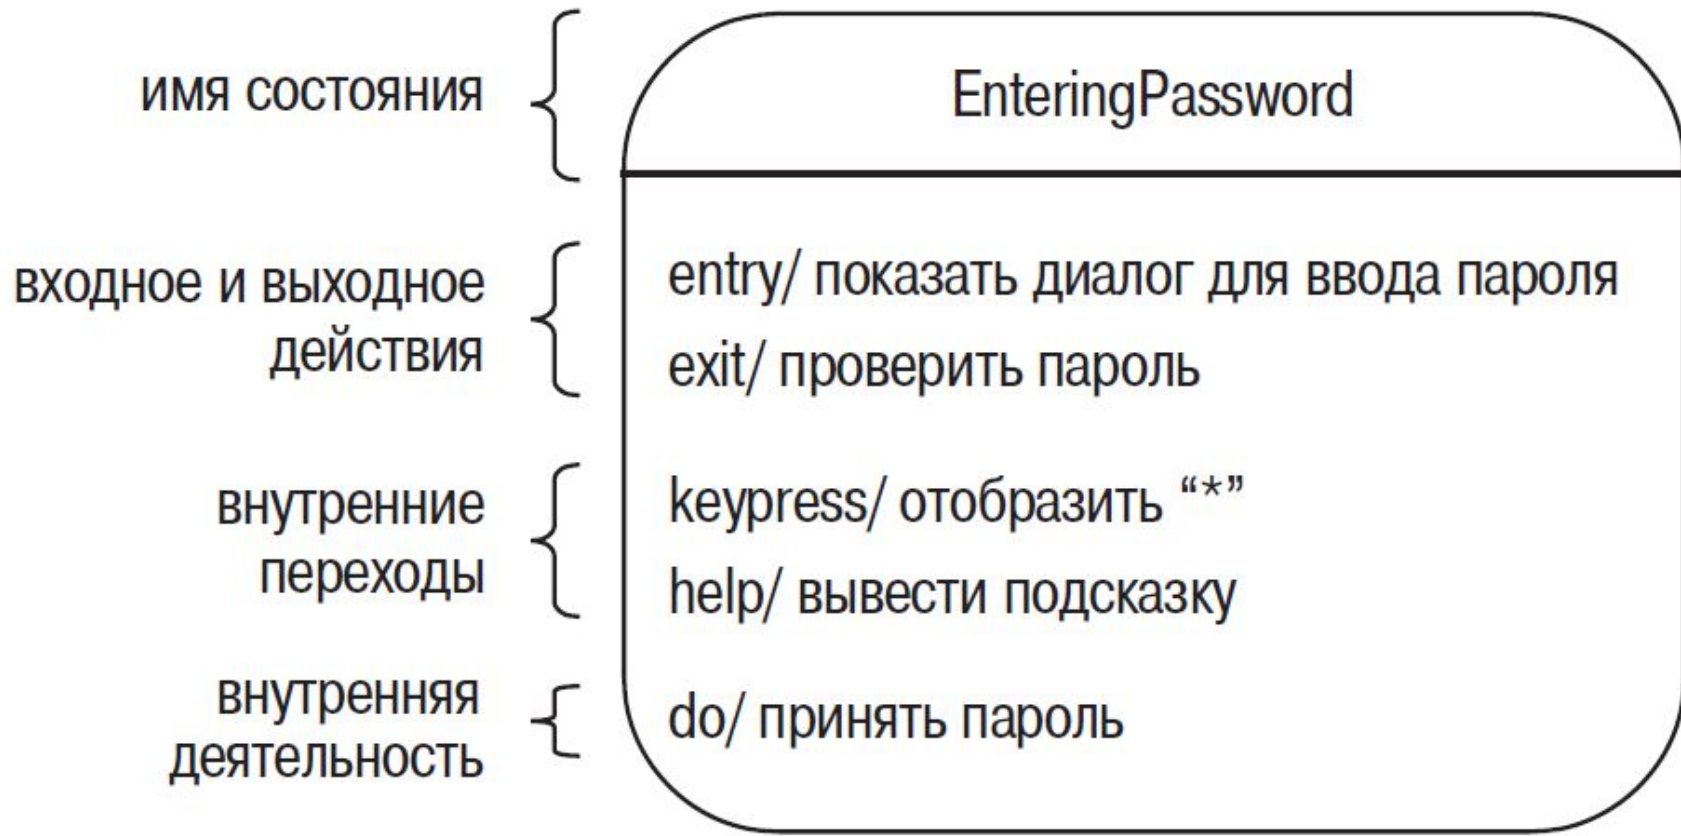 имя состояния
EnteringPassword
входное и выходное
действия
entry/ показать диалог для ввода пароля
exit/ проверить пароль
внутренние
переходы
keypress/ отобразить “*”
help/ вывести подсказку
внутренняя
деятельность
do/ принять пароль